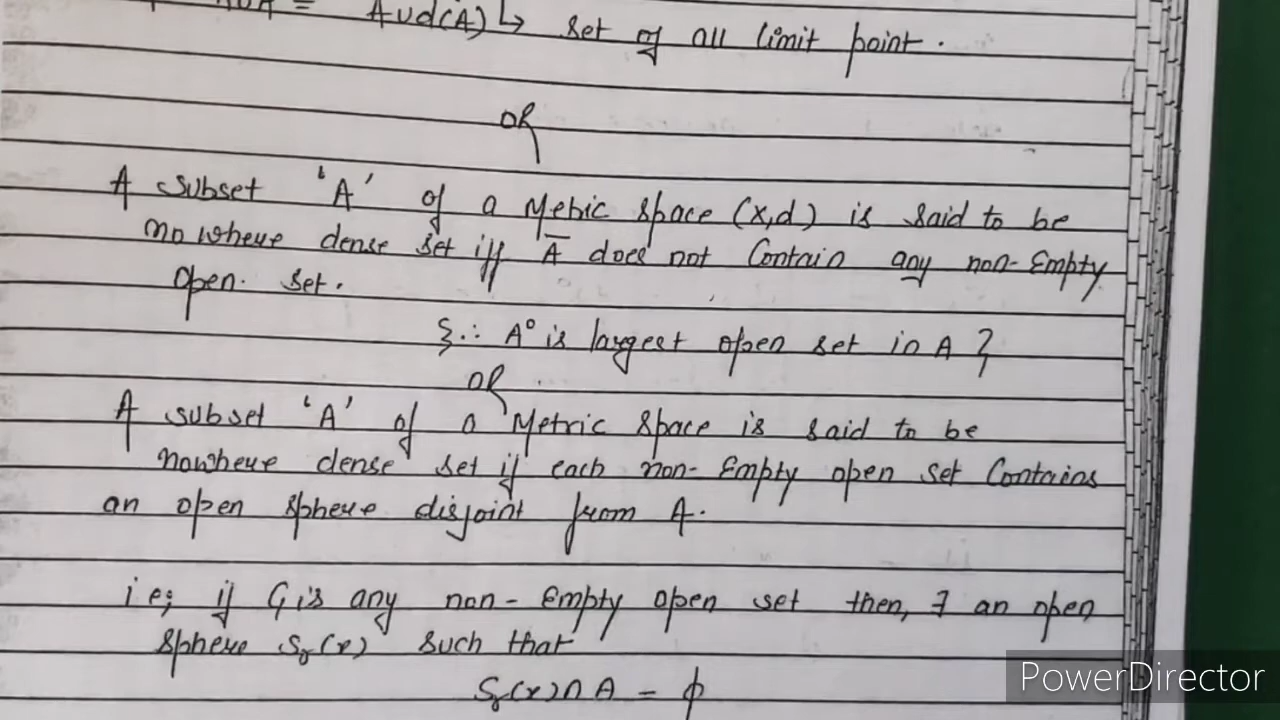 = A∪d(A) ↳ set of all limit point.
OR
A subset 'A' of a Metric space (X,d) is said to be
nowhere dense set iff A̅ does not Contain any non-Empty
open. set.
{∴ A° is largest open set in A}
OR
A subset 'A' of a Metric space is said to be
nowhere dense set if each non-Empty open set Contains
an open sphere disjoint from A.
i.e; if G is any non-Empty open set then, ∃ an open
sphere Sᵣ(x) such that
Sᵣ(x)∩A = ϕ
PowerDirector